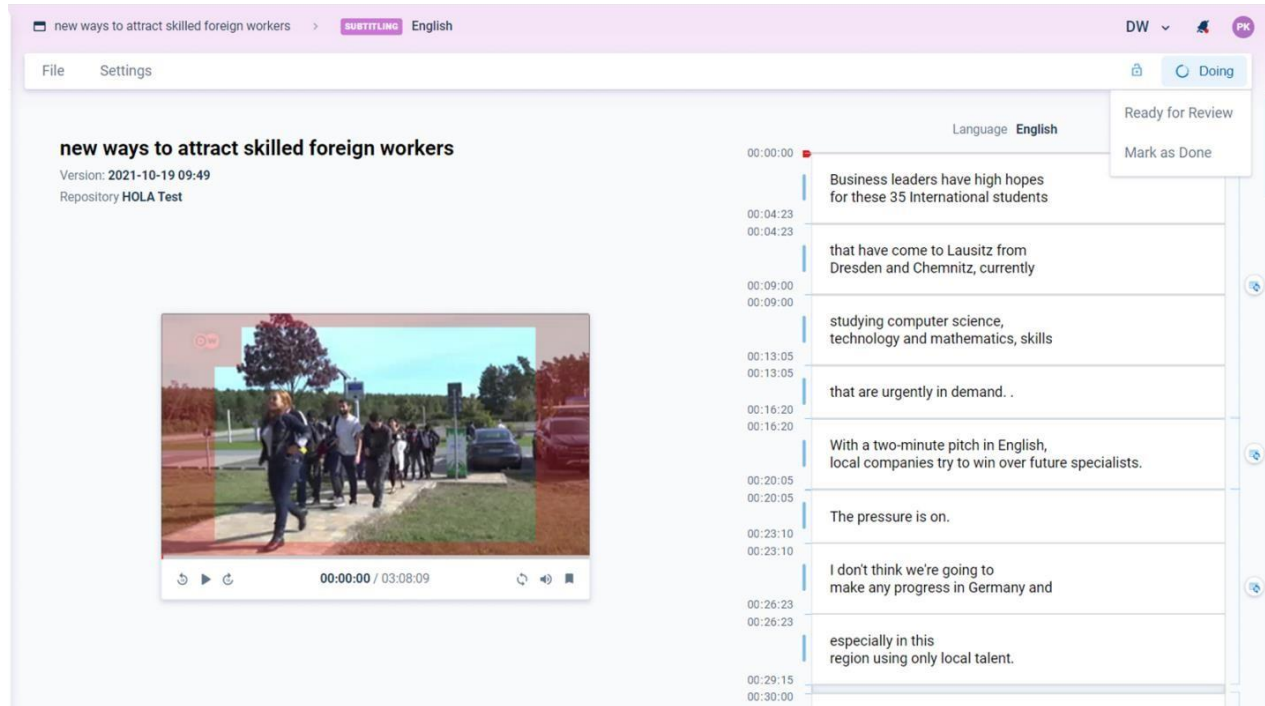 new ways to attract skilled foreign workers > SUBTITLING English
DW
PK
File Settings
Doing
Ready for Review
Mark as Done
new ways to attract skilled foreign workers
Version: 2021-10-19 09:49
Repository HOLA Test
00:00:00 / 03:08:09
Language English
00:00:00
Business leaders have high hopes
for these 35 International students
00:04:23
00:04:23
that have come to Lausitz from
Dresden and Chemnitz, currently
00:09:00
00:09:00
studying computer science,
technology and mathematics, skills
00:13:05
00:13:05
that are urgently in demand. .
00:16:20
00:16:20
With a two-minute pitch in English,
local companies try to win over future specialists.
00:20:05
00:20:05
The pressure is on.
00:23:10
00:23:10
I don't think we're going to
make any progress in Germany and
00:26:23
00:26:23
especially in this
region using only local talent.
00:29:15
00:30:00